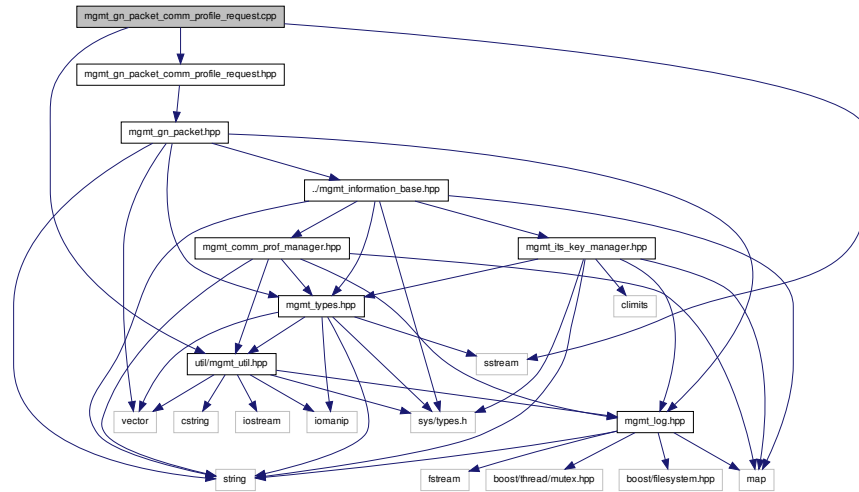 mgmt_gn_packet_comm_profile_request.cpp
mgmt_gn_packet_comm_profile_request.hpp
mgmt_gn_packet.hpp
../mgmt_information_base.hpp
mgmt_comm_prof_manager.hpp
mgmt_its_key_manager.hpp
mgmt_types.hpp
climits
util/mgmt_util.hpp
sstream
vector
cstring
iostream
iomanip
sys/types.h
mgmt_log.hpp
string
fstream
boost/thread/mutex.hpp
boost/filesystem.hpp
map